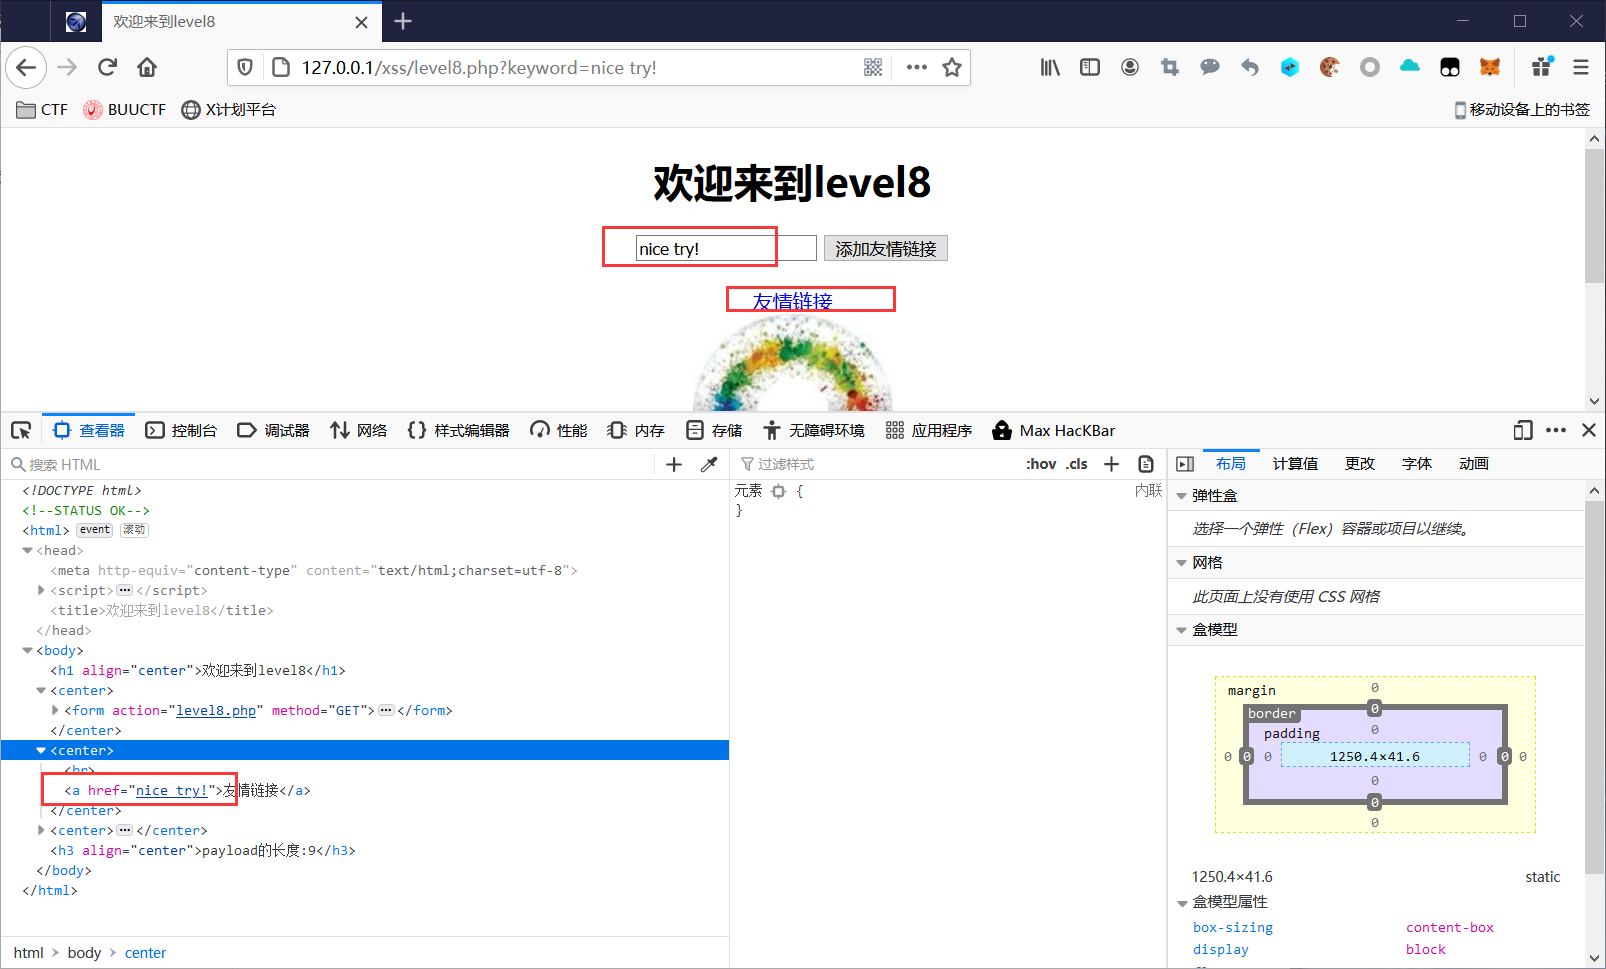 欢迎来到level8
127.0.0.1/xss/level8.php?keyword=nice try!
CTF
BUUCTF
X计划平台
移动设备上的书签
欢迎来到level8
nice try!
添加友情链接
友情链接
查看器
控制台
调试器
网络
样式编辑器
性能
内存
存储
无障碍环境
应用程序
Max HacKBar
搜索 HTML
过滤样式
:hov .cls
布局
计算值
更改
字体
动画
<!DOCTYPE html>
<!--STATUS OK-->
<html> event 滚动
<head>
<meta http-equiv="content-type" content="text/html;charset=utf-8">
<script>…</script>
<title>欢迎来到level8</title>
</head>
<body>
<h1 align="center">欢迎来到level8</h1>
<center>
<form action="level8.php" method="GET">…</form>
</center>
<center>
<br>
<a href="nice try!">友情链接</a>
</center>
<center>…</center>
<h3 align="center">payload的长度:9</h3>
</body>
</html>
html > body > center
元素 {
内联
}
弹性盒
选择一个弹性（Flex）容器或项目以继续。
网格
此页面上没有使用 CSS 网格
盒模型
margin
0
border
0
padding
0
0 0 0 1250.4×41.6 0 0 0
0
0
0
1250.4×41.6
static
盒模型属性
box-sizing
content-box
display
block